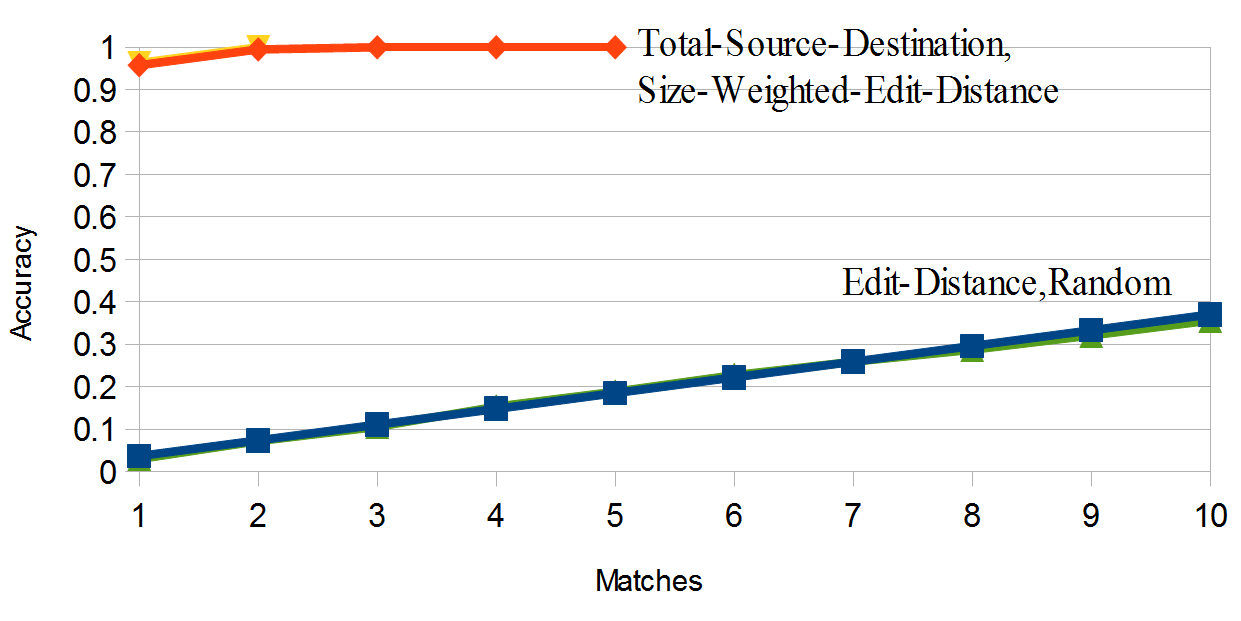 1
Total-Source-Destination,
0.9
Size-Weighted-Edit-Distance
0.8
0.7
0.6
0.5
Edit-Distance,Random
0.4
0.3
0.2
0.1
0
Accuracy
1 2 3 4 5 6 7 8 9 10
Matches